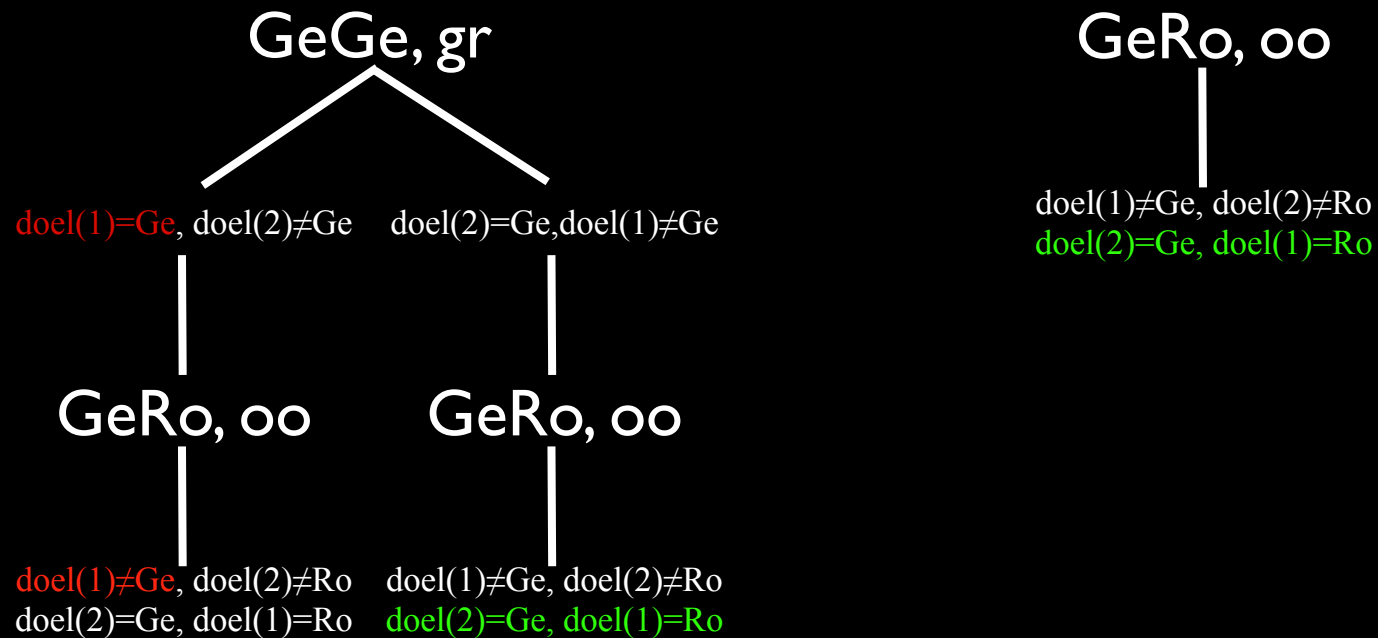 GeGe, gr
GeRo, oo
doel(1)=Ge, doel(2)≠Ge
doel(2)=Ge,doel(1)≠Ge
doel(1)≠Ge, doel(2)≠Ro
doel(2)=Ge, doel(1)=Ro
GeRo, oo
GeRo, oo
doel(1)≠Ge, doel(2)≠Ro
doel(2)=Ge, doel(1)=Ro
doel(1)≠Ge, doel(2)≠Ro
doel(2)=Ge, doel(1)=Ro